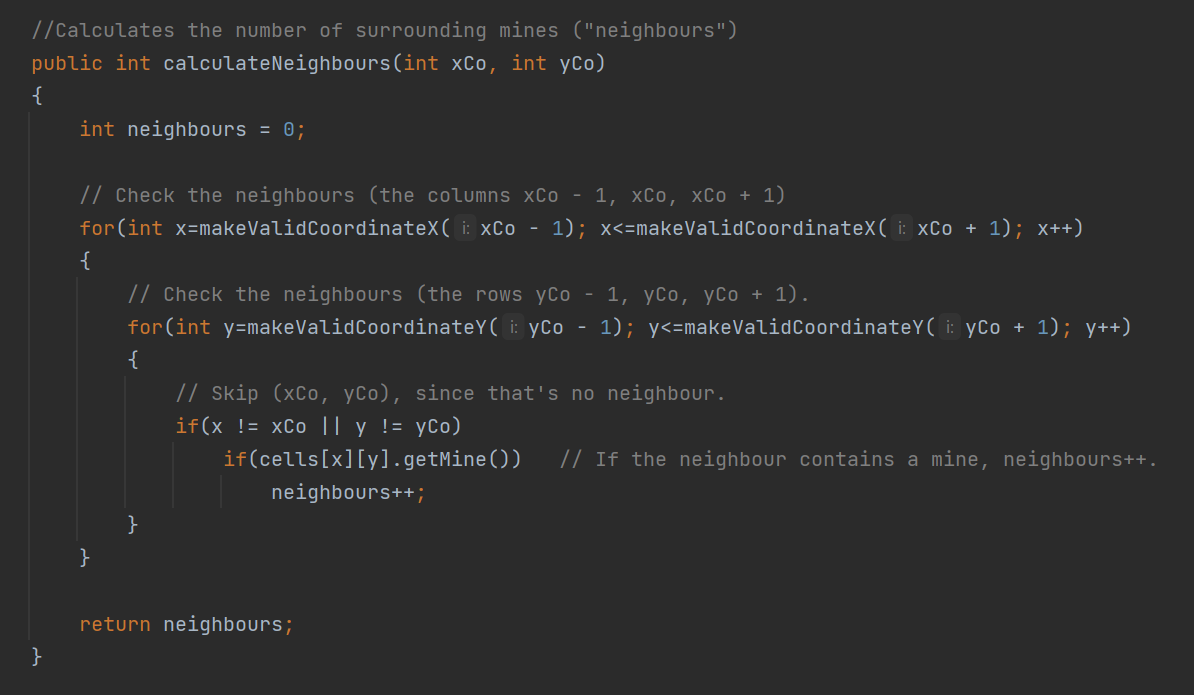 //Calculates the number of surrounding mines ("neighbours")
public int calculateNeighbours(int xCo, int yCo)
{
int neighbours = 0;
// Check the neighbours (the columns xCo - 1, xCo, xCo + 1)
for(int x=makeValidCoordinateX( i: xCo - 1); x<=makeValidCoordinateX( i: xCo + 1); x++)
{
// Check the neighbours (the rows yCo - 1, yCo, yCo + 1).
for(int y=makeValidCoordinateY( i: yCo - 1); y<=makeValidCoordinateY( i: yCo + 1); y++)
{
// Skip (xCo, yCo), since that's no neighbour.
if(x != xCo || y != yCo)
if(cells[x][y].getMine())   // If the neighbour contains a mine, neighbours++.
neighbours++;
}
}
return neighbours;
}